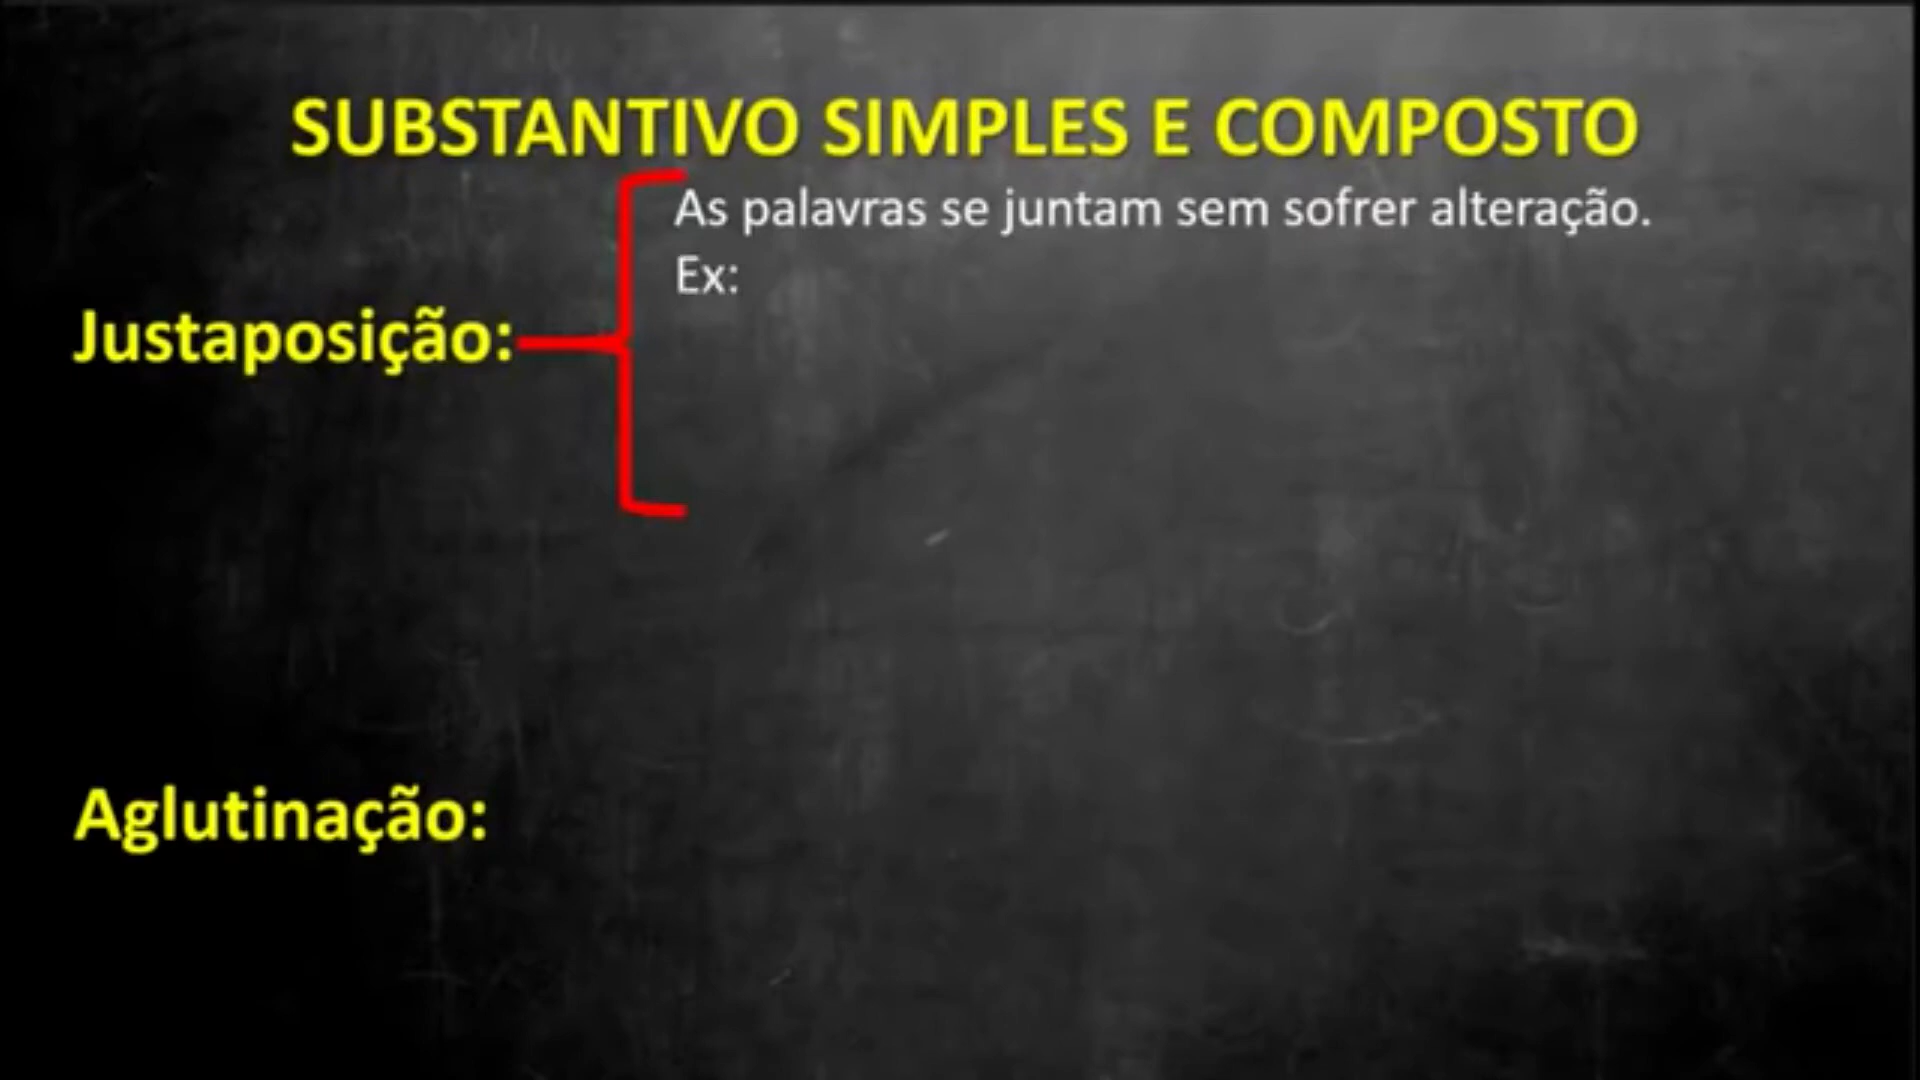 SUBSTANTIVO SIMPLES E COMPOSTO
As palavras se juntam sem sofrer alteração.
Ex:
Justaposição:
Aglutinação: